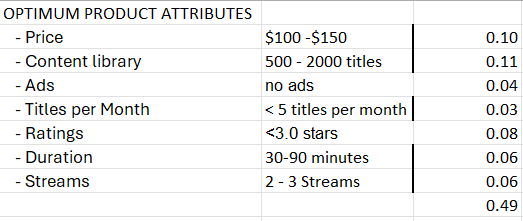 OPTIMUM PRODUCT ATTRIBUTES
- Price $100 -$150 0.10
- Content library 500 - 2000 titles 0.11
- Ads no ads 0.04
- Titles per Month < 5 titles per month 0.03
- Ratings <3.0 stars 0.08
- Duration 30-90 minutes 0.06
- Streams 2 - 3 Streams 0.06
0.49